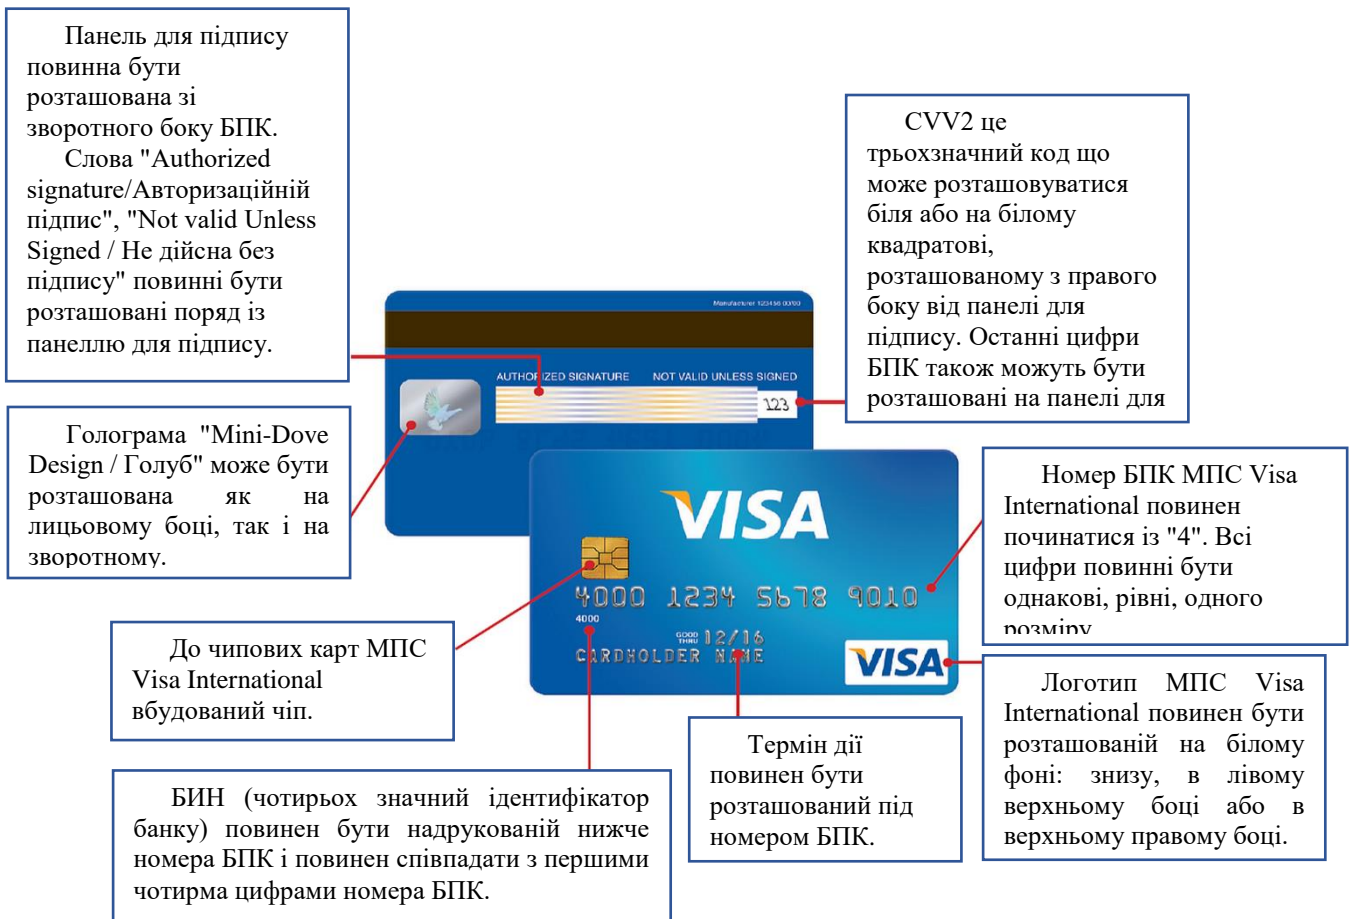 Панель для підпису
повинна бути
розташована зі
зворотного боку БПК.
Слова "Authorized
signature/Авторизаційній
підпис", "Not valid Unless
Signed / Не дійсна без
підпису" повинні бути
розташовані поряд із
панеллю для підпису.
CVV2 це
трьохзначний код що
може розташовуватися
біля або на білому
квадратові,
розташованому з правого
боку від панелі для
підпису. Останні цифри
БПК також можуть бути
розташовані на панелі для
Manufacturer 123456 00/00
AUTHORIZED SIGNATURE NOT VALID UNLESS SIGNED
123
Голограма "Mini-Dove
Design / Голуб" може бути
розташована як на
лицьовому боці, так і на
зворотному.
VISA
4000 1234 5678 9010
4000
GOOD THRU 12/16
CARDHOLDER NAME
VISA
Номер БПК МПС Visa
International повинен
починатися із "4". Всі
цифри повинні бути
однакові, рівні, одного
розміру
До чипових карт МПС
Visa International
вбудований чіп.
Логотип МПС Visa
International повинен бути
розташованій на білому
фоні: знизу, в лівому
верхньому боці або в
верхньому правому боці.
Термін дії
повинен бути
розташований під
номером БПК.
БИН (чотирьох значний ідентифікатор
банку) повинен бути надрукованій нижче
номера БПК і повинен співпадати з першими
чотирма цифрами номера БПК.